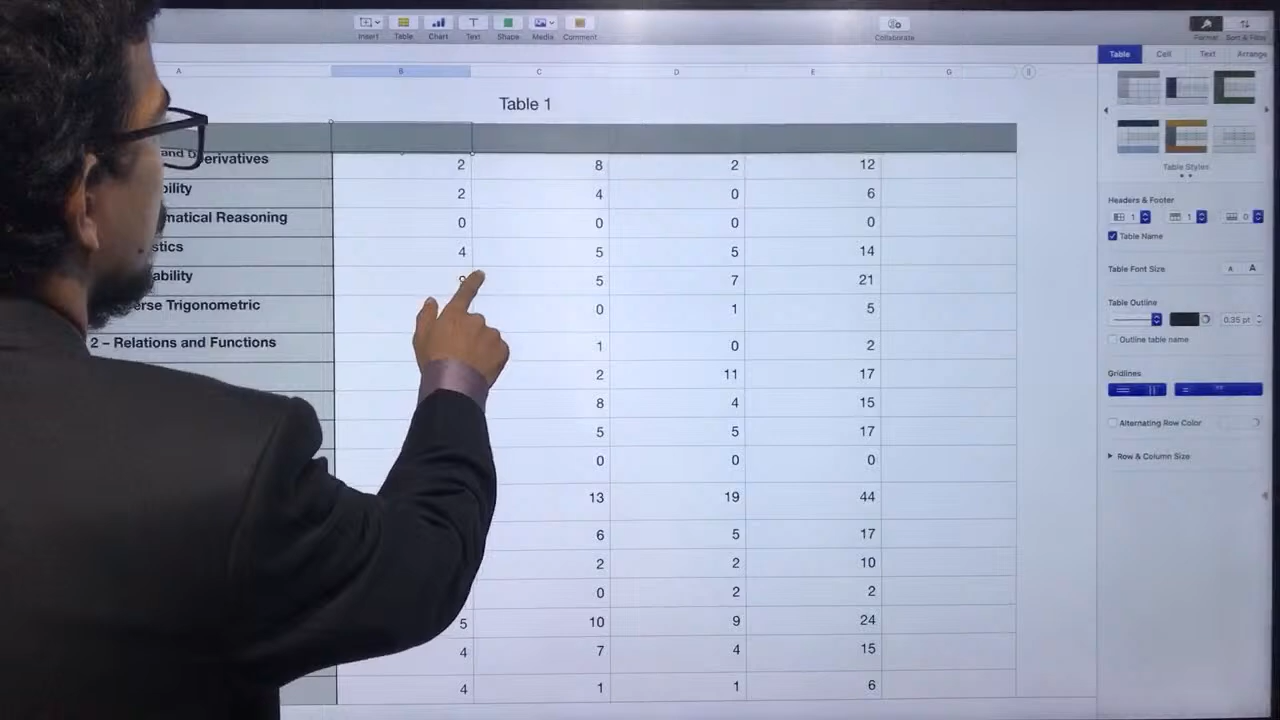 Insert Table Chart Text Shape Media Comment Collaborate Format Sort & Filter
Table Cell Text Arrange
A B C D E G
Table 1
and Derivatives 2 8 2 12
ility 2 4 0 6
matical Reasoning 0 0 0 0
stics 4 5 5 14
ability 5 7 21
erse Trigonometric 0 1 5
2 – Relations and Functions 1 0 2
2 11 17
8 4 15
5 5 17
0 0 0
13 19 44
6 5 17
2 2 10
0 2 2
5 10 9 24
4 7 4 15
4 1 1 6
Table Styles
Headers & Footer
1 1 0
Table Name
Table Font Size A A
Table Outline
0.35 pt
Outline table name
Gridlines
Alternating Row Color
Row & Column Size